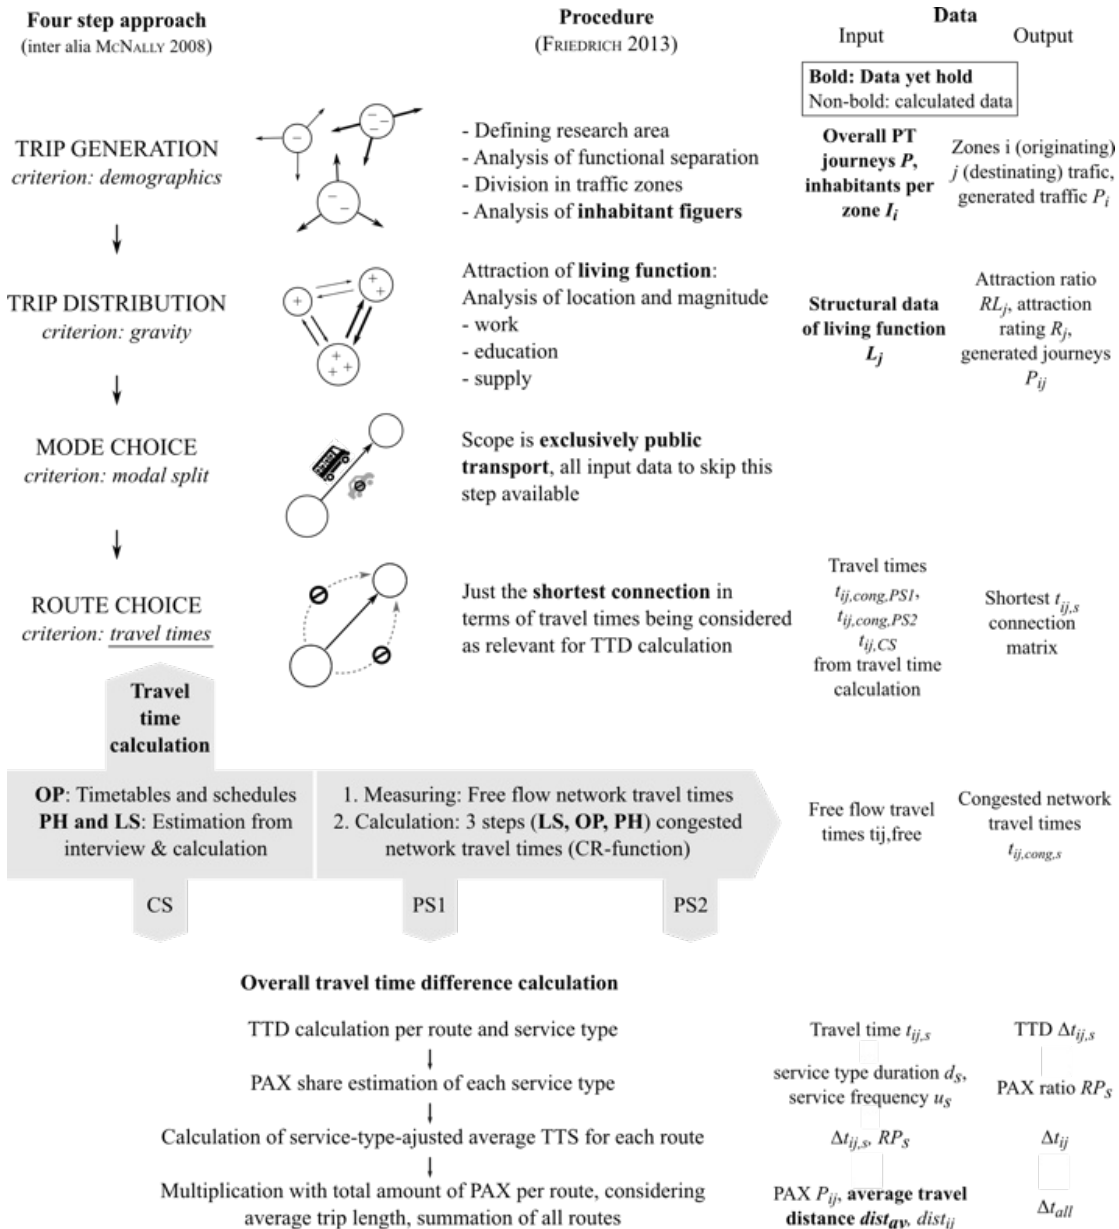 Four step approach
(inter alia MCNALLY 2008)
Procedure
(FRIEDRICH 2013)
Data
Input
Output
Bold: Data yet hold
Non-bold: calculated data
TRIP GENERATION
criterion: demographics
- Defining research area
- Analysis of functional separation
- Division in traffic zones
- Analysis of inhabitant figuers
Overall PT
journeys P,
inhabitants per
zone I_i
Zones i (originating)
j (destinating) trafic,
generated traffic P_i
TRIP DISTRIBUTION
criterion: gravity
Attraction of living function:
Analysis of location and magnitude
- work
- education
- supply
Structural data
of living function
L_j
Attraction ratio
RL_j, attraction
rating R_j,
generated journeys
P_ij
MODE CHOICE
criterion: modal split
Scope is exclusively public
transport, all input data to skip this
step available
ROUTE CHOICE
criterion: travel times
Just the shortest connection in
terms of travel times being considered
as relevant for TTD calculation
Travel times
t_ij,cong,PS1,
t_ij,cong,PS2
t_ij,CS
from travel time
calculation
Shortest t_ij,s
connection
matrix
Travel
time
calculation
OP: Timetables and schedules
PH and LS: Estimation from
interview & calculation
1. Measuring: Free flow network travel times
2. Calculation: 3 steps (LS, OP, PH) congested
network travel times (CR-function)
Free flow travel
times tij,free
Congested network
travel times
t_ij,cong,s
CS
PS1
PS2
Overall travel time difference calculation
TTD calculation per route and service type
Travel time t_ij,s
TTD Δt_ij,s
PAX share estimation of each service type
service type duration d_s,
service frequency u_s
PAX ratio RP_s
Calculation of service-type-ajusted average TTS for each route
Δt_ij,s, RP_s
Δt_ij
Multiplication with total amount of PAX per route, considering
average trip length, summation of all routes
PAX P_ij, average travel
distance dist_av, dist_ij
Δt_all